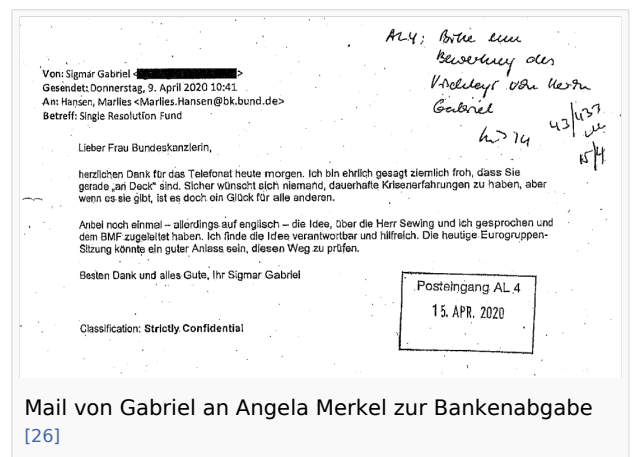 AL4: Bitte um
Bewertung des
Vorschlags von Herrn
Gabriel
43/433
15/4
Von: Sigmar Gabriel < >
Gesendet: Donnerstag, 9. April 2020 10:41
An: Hansen, Marlies <Marlies.Hansen@bk.bund.de>
Betreff: Single Resolution Fund
Lieber Frau Bundeskanzlerin,
herzlichen Dank für das Telefonat heute morgen. Ich bin ehrlich gesagt ziemlich froh, dass Sie
gerade „an Deck" sind. Sicher wünscht sich niemand, dauerhafte Krisenerfahrungen zu haben, aber
wenn es sie gibt, ist es doch ein Glück für alle anderen.
Anbei noch einmal – allerdings auf englisch – die Idee, über die Herr Sewing und ich gesprochen und
dem BMF zugeleitet haben. Ich finde die Idee verantwortbar und hilfreich. Die heutige Eurogruppen-
Sitzung könnte ein guter Anlass sein, diesen Weg zu prüfen.
Besten Dank und alles Gute, Ihr Sigmar Gabriel
Classification: Strictly Confidential
Posteingang AL 4
15. APR. 2020
Mail von Gabriel an Angela Merkel zur Bankenabgabe
[26]